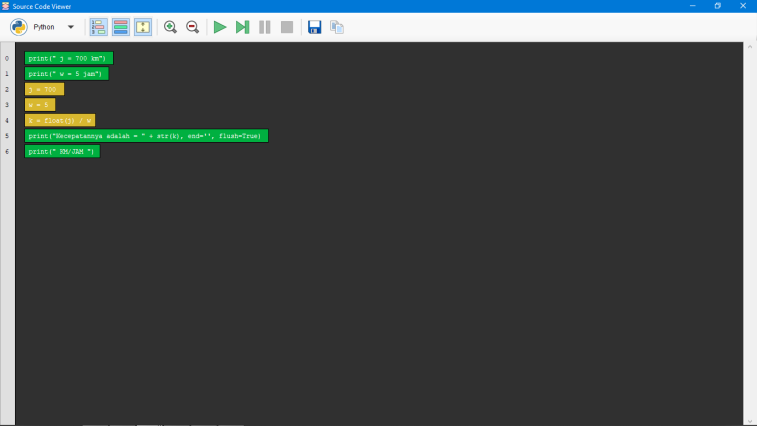 Source Code Viewer
Python
0 print(" j = 700 km")
1 print(" w = 5 jam")
2 j = 700
3 w = 5
4 k = float(j) / w
5 print("Kecepatannya adalah = " + str(k), end='', flush=True)
6 print(" KM/JAM ")